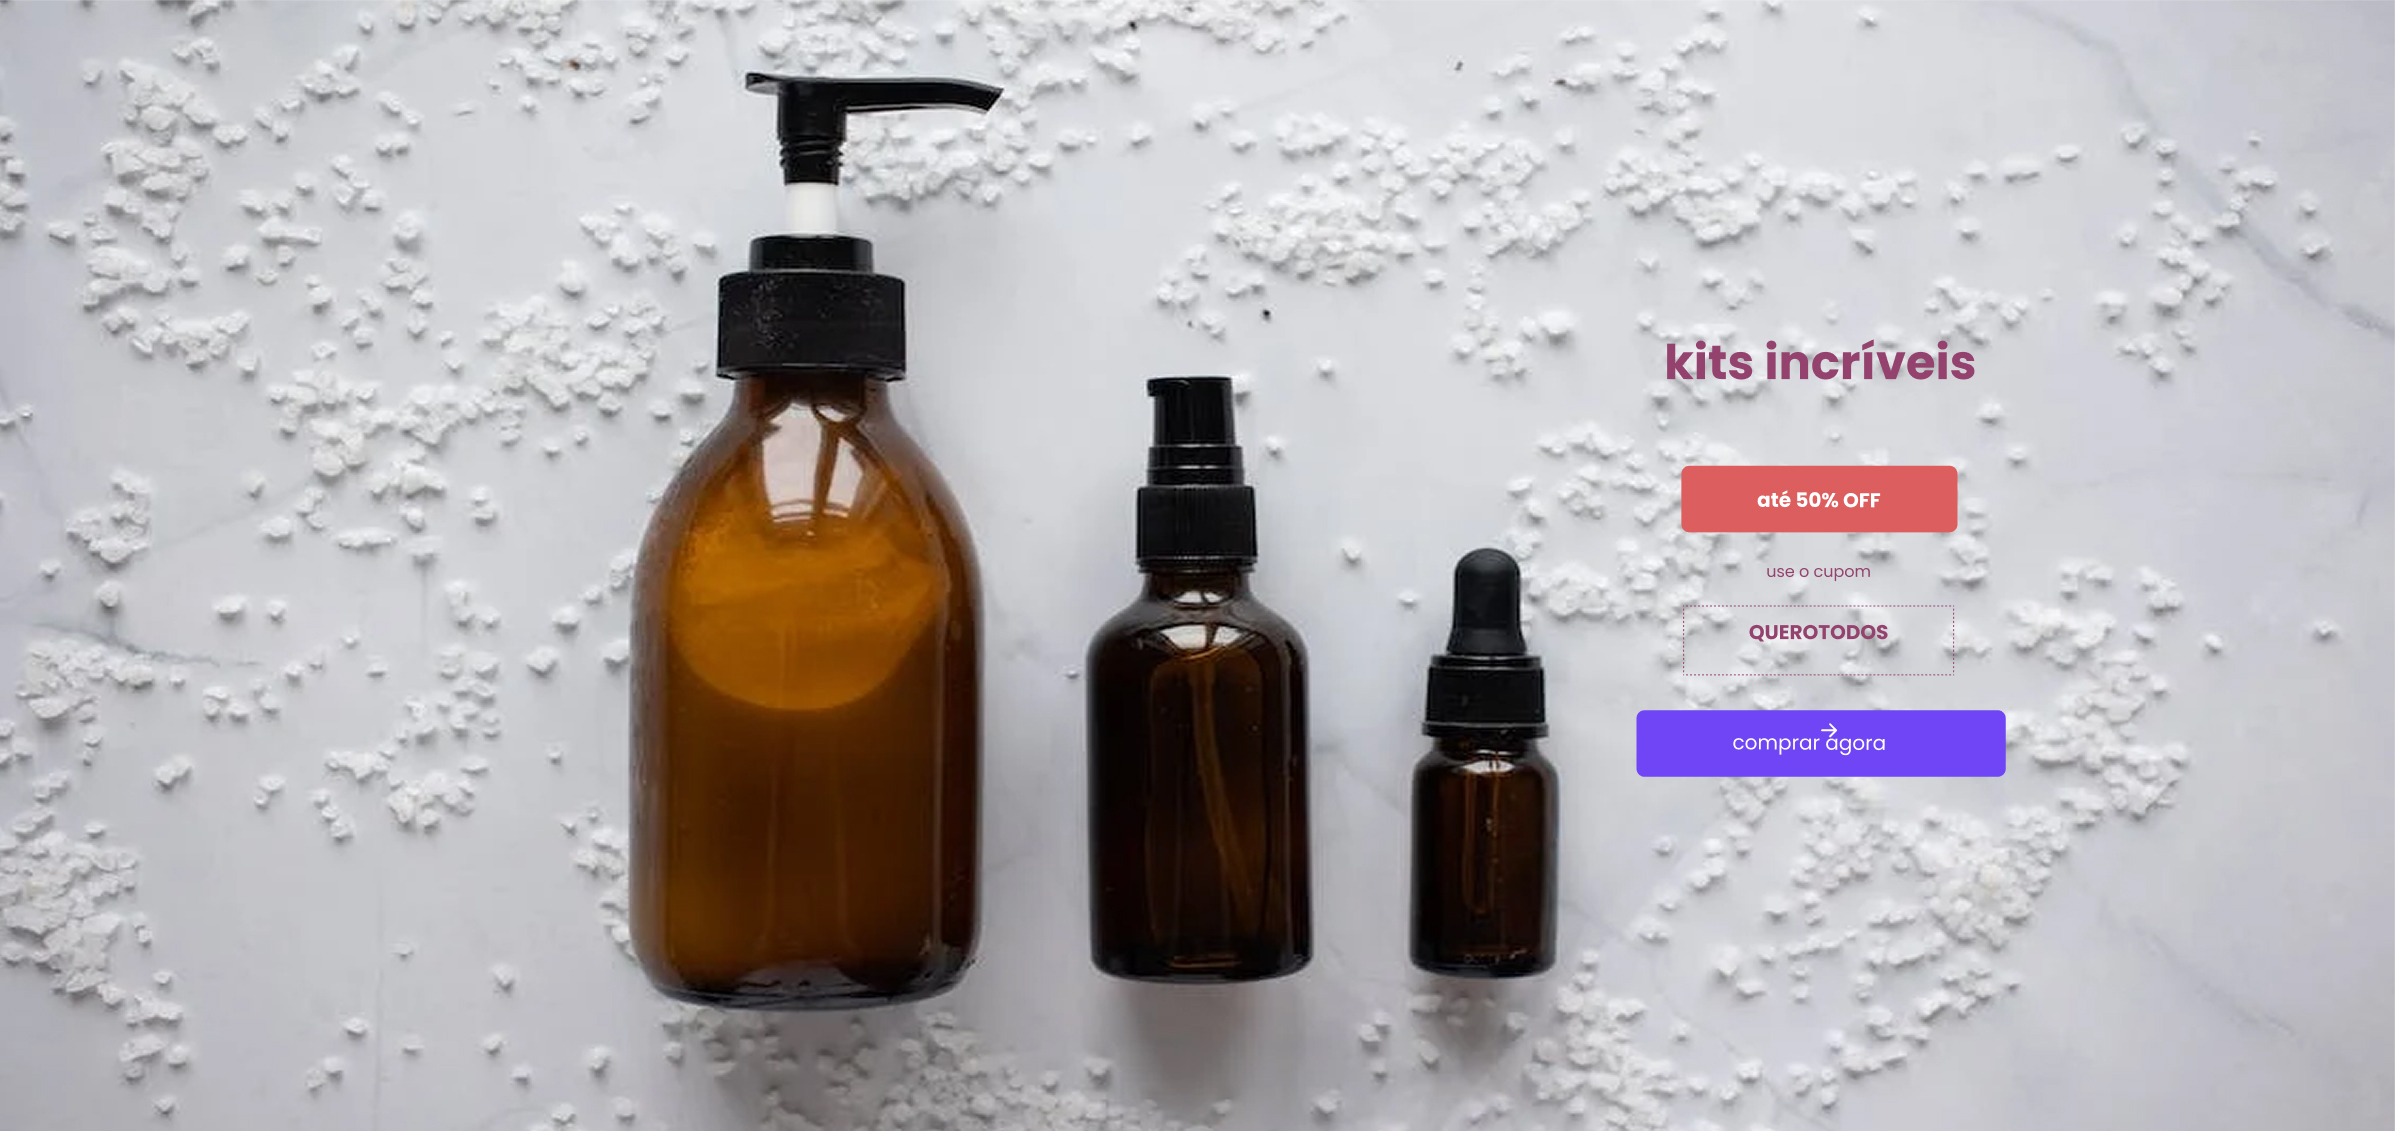 kits incríveis
até 50% OFF
use o cupom
QUEROTODOS
comprar agora